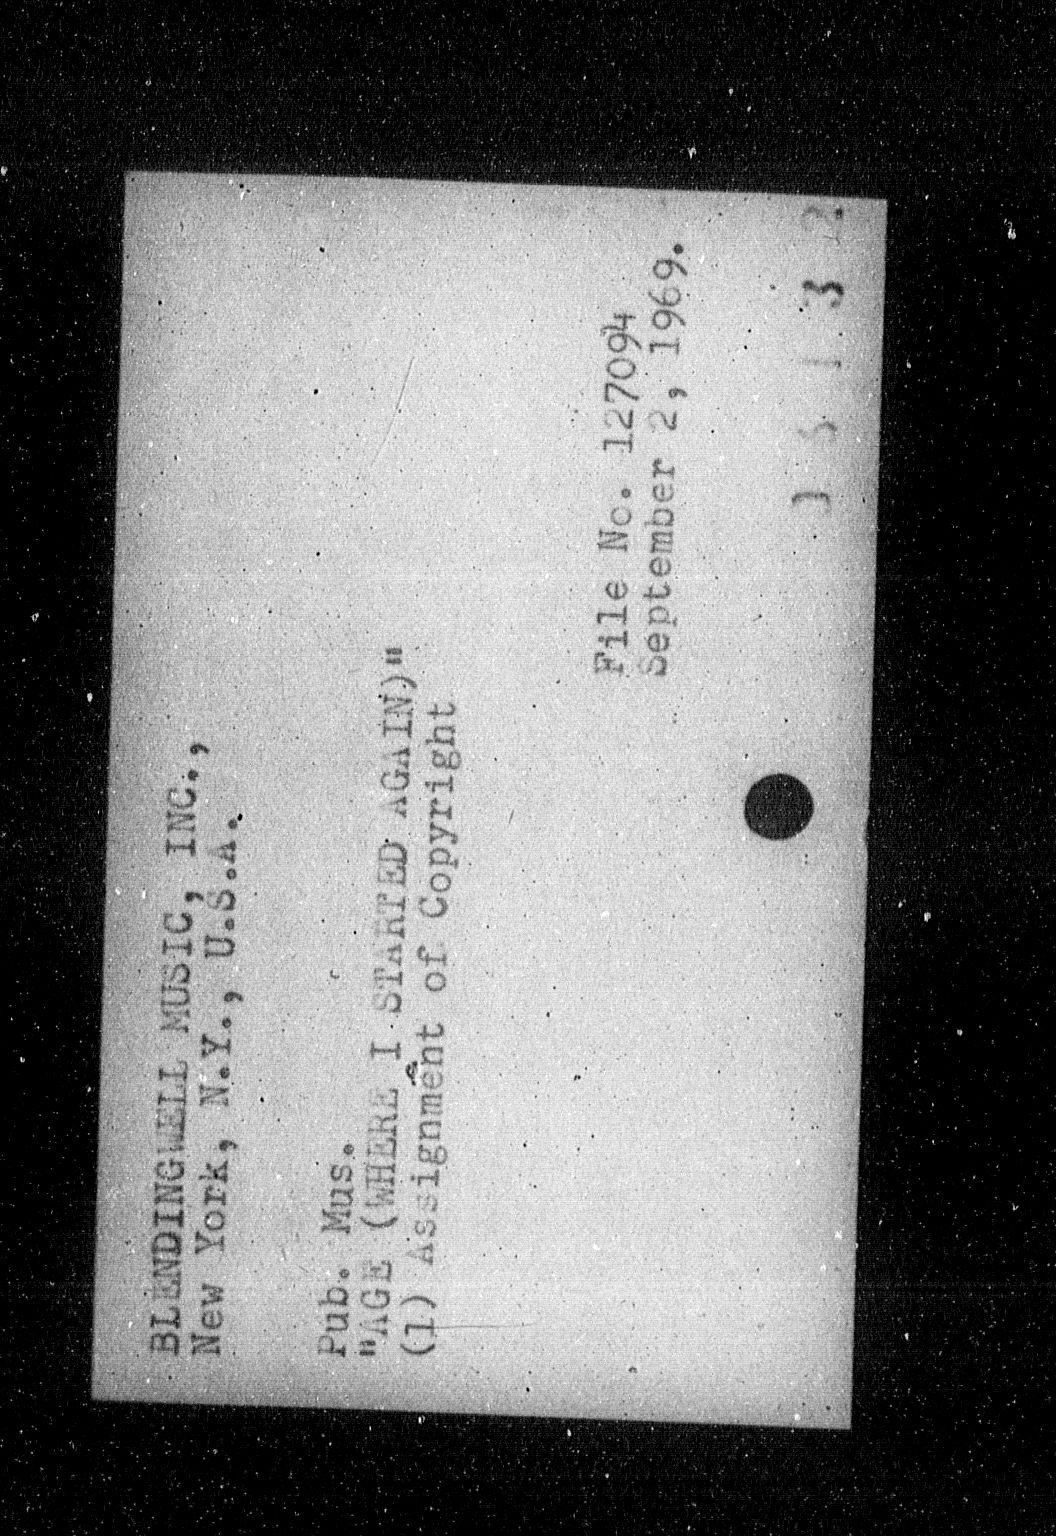 BLENDINGWELL MUSIC, INC.,
New York, N.Y., U.S.A.
Pub. Mus.
"AGE (WHERE I STARTED AGAIN)"
(1) Assignment of Copyright
File No. 127094
September 2, 1969.